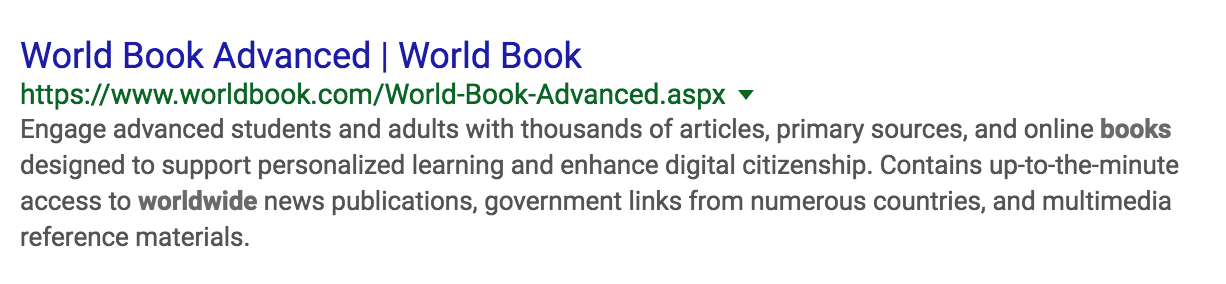 World Book Advanced | World Book
https://www.worldbook.com/World-Book-Advanced.aspx
Engage advanced students and adults with thousands of articles, primary sources, and online books
designed to support personalized learning and enhance digital citizenship. Contains up-to-the-minute
access to worldwide news publications, government links from numerous countries, and multimedia
reference materials.